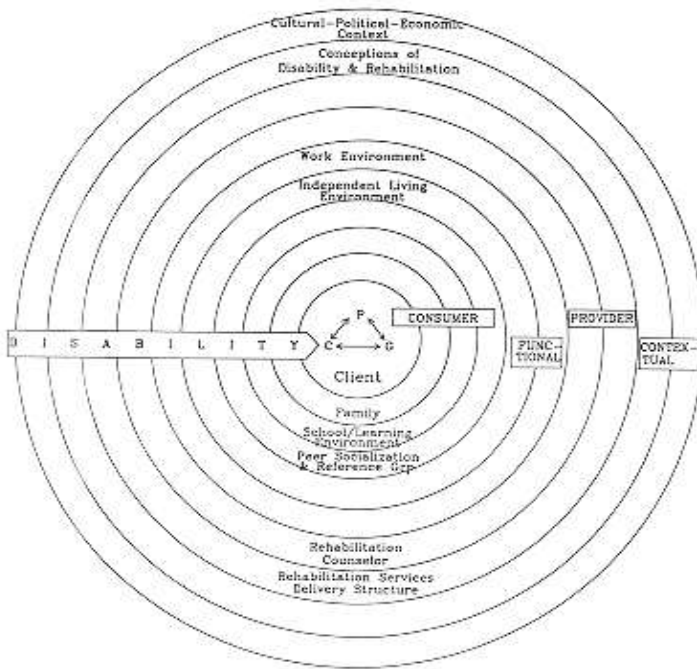 Cultural-Political-Economic
Context
Conceptions of
Disability & Rehabilitation
Work Environment
Independent Living
Environment
P
CONSUMER
PROVIDER
D I S A B I L I T Y
C
G
FUNC-
TIONAL
CONTEX-
TUAL
Client
Family
School/Learning
Environment
Peer Socialization
& Reference Grp
Rehabilitation
Counselor
Rehabilitation Services
Delivery Structure